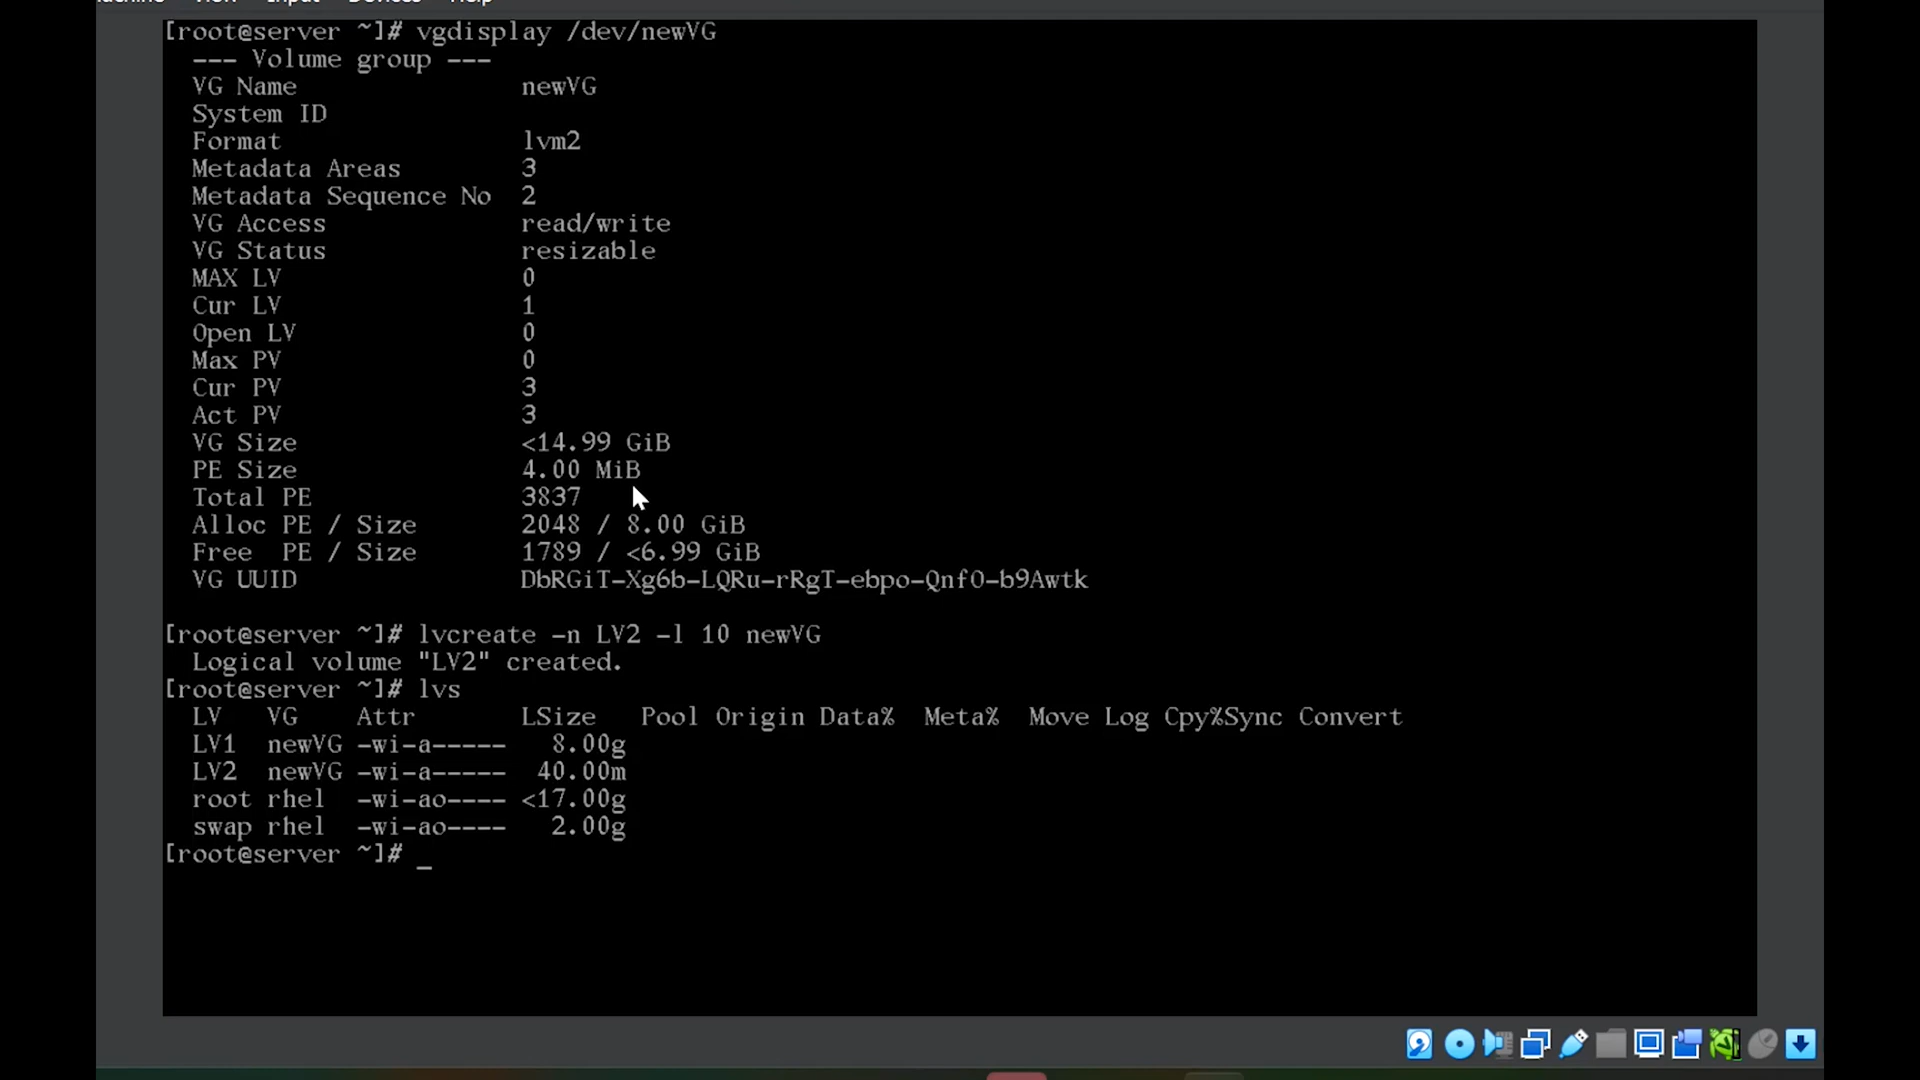 View Input Devices Help
[root@server ~]# vgdisplay /dev/newVG
--- Volume group ---
VG Name newVG
System ID
Format lvm2
Metadata Areas 3
Metadata Sequence No 2
VG Access read/write
VG Status resizable
MAX LV 0
Cur LV 1
Open LV 0
Max PV 0
Cur PV 3
Act PV 3
VG Size <14.99 GiB
PE Size 4.00 MiB
Total PE 3837
Alloc PE / Size 2048 / 8.00 GiB
Free PE / Size 1789 / <6.99 GiB
VG UUID DbRGiT-Xg6b-LQRu-rRgT-ebpo-QnfO-b9Awtk
[root@server ~]# lvcreate -n LV2 -l 10 newVG
Logical volume "LV2" created.
[root@server ~]# lvs
LV VG Attr LSize Pool Origin Data% Meta% Move Log Cpy%Sync Convert
LV1 newVG -wi-a----- 8.00g
LV2 newVG -wi-a----- 40.00m
root rhel -wi-ao---- <17.00g
swap rhel -wi-ao---- 2.00g
[root@server ~]# _